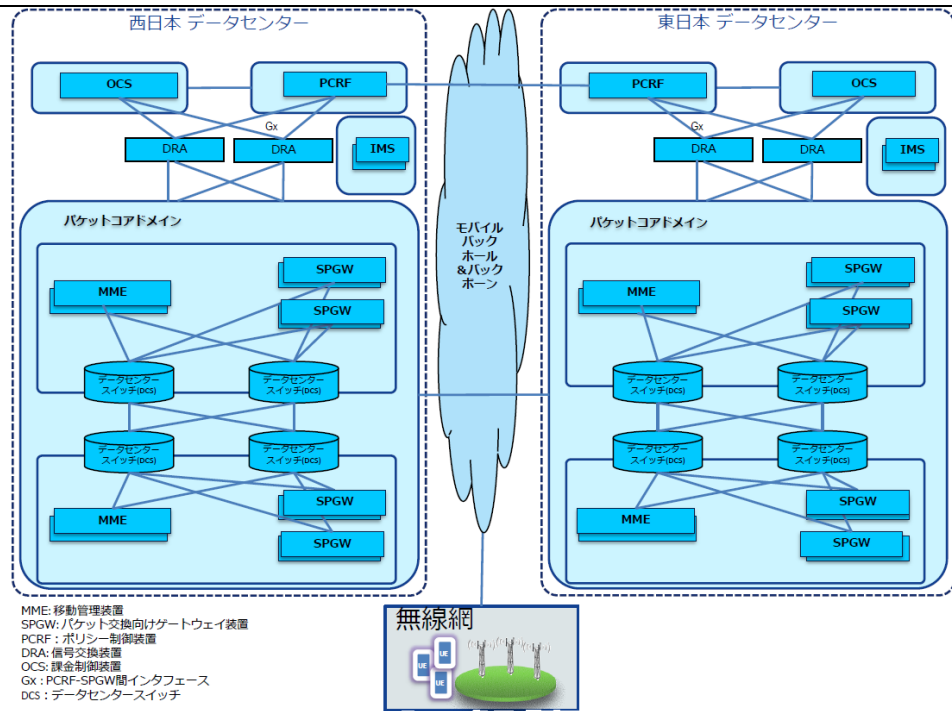 西日本 データセンター
OCS
PCRF
Gx
DRA
DRA
IMS
パケットコアドメイン
MME
SPGW
SPGW
データセンター
スイッチ(DCS)
データセンター
スイッチ(DCS)
データセンター
スイッチ(DCS)
データセンター
スイッチ(DCS)
MME
SPGW
SPGW
モバイル
バック
ホール
&バック
ホーン
東日本 データセンター
PCRF
OCS
Gx
DRA
DRA
IMS
パケットコアドメイン
MME
SPGW
SPGW
データセンター
スイッチ(DCS)
データセンター
スイッチ(DCS)
データセンター
スイッチ(DCS)
データセンター
スイッチ(DCS)
MME
SPGW
SPGW
無線網
UE
UE
UE
MME: 移動管理装置
SPGW: パケット交換向けゲートウェイ装置
PCRF : ポリシー制御装置
DRA: 信号交換装置
OCS: 課金制御装置
Gx : PCRF-SPGW間インタフェース
DCS : データセンタースイッチ